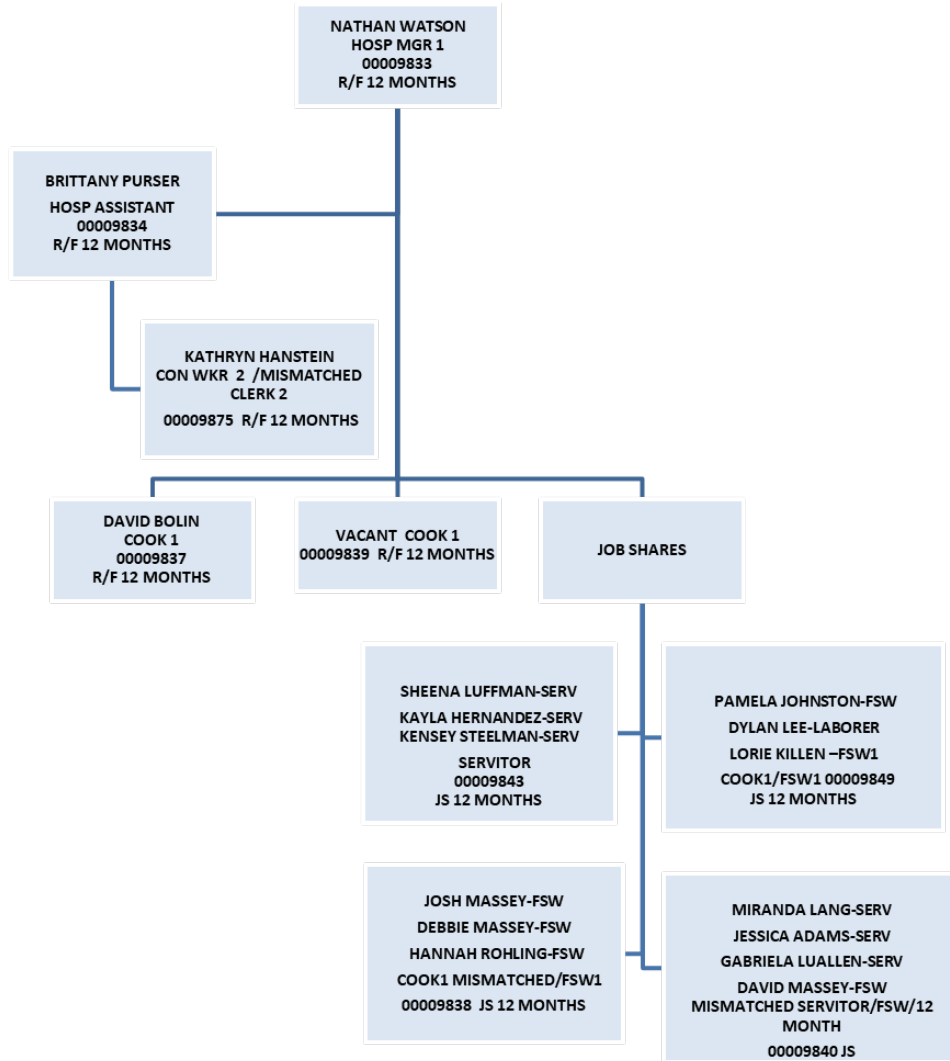 NATHAN WATSON
HOSP MGR 1
00009833
R/F 12 MONTHS
BRITTANY PURSER
HOSP ASSISTANT
00009834
R/F 12 MONTHS
KATHRYN HANSTEIN
CON WKR 2 /MISMATCHED
CLERK 2
00009875 R/F 12 MONTHS
DAVID BOLIN
COOK 1
00009837
R/F 12 MONTHS
VACANT COOK 1
00009839 R/F 12 MONTHS
JOB SHARES
SHEENA LUFFMAN-SERV
KAYLA HERNANDEZ-SERV
KENSEY STEELMAN-SERV
SERVITOR
00009843
JS 12 MONTHS
PAMELA JOHNSTON-FSW
DYLAN LEE-LABORER
LORIE KILLEN –FSW1
COOK1/FSW1 00009849
JS 12 MONTHS
JOSH MASSEY-FSW
DEBBIE MASSEY-FSW
HANNAH ROHLING-FSW
COOK1 MISMATCHED/FSW1
00009838 JS 12 MONTHS
MIRANDA LANG-SERV
JESSICA ADAMS-SERV
GABRIELA LUALLEN-SERV
DAVID MASSEY-FSW
MISMATCHED SERVITOR/FSW/12
MONTH
00009840 JS